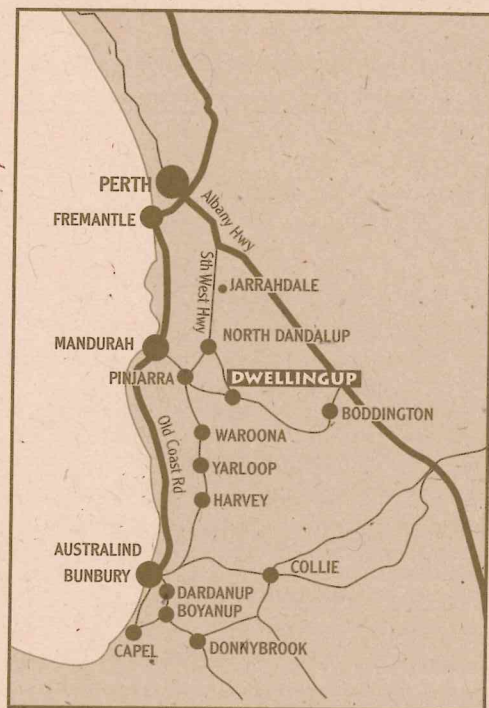 PERTH
FREMANTLE
Albany Hwy
Sth West Hwy
JARRAHDALE
MANDURAH
NORTH DANDALUP
PINJARRA
DWELLINGUP
BODDINGTON
Old Coast Rd
WAROONA
YARLOOP
HARVEY
AUSTRALIND
BUNBURY
COLLIE
DARDANUP
BOYANUP
CAPEL
DONNYBROOK